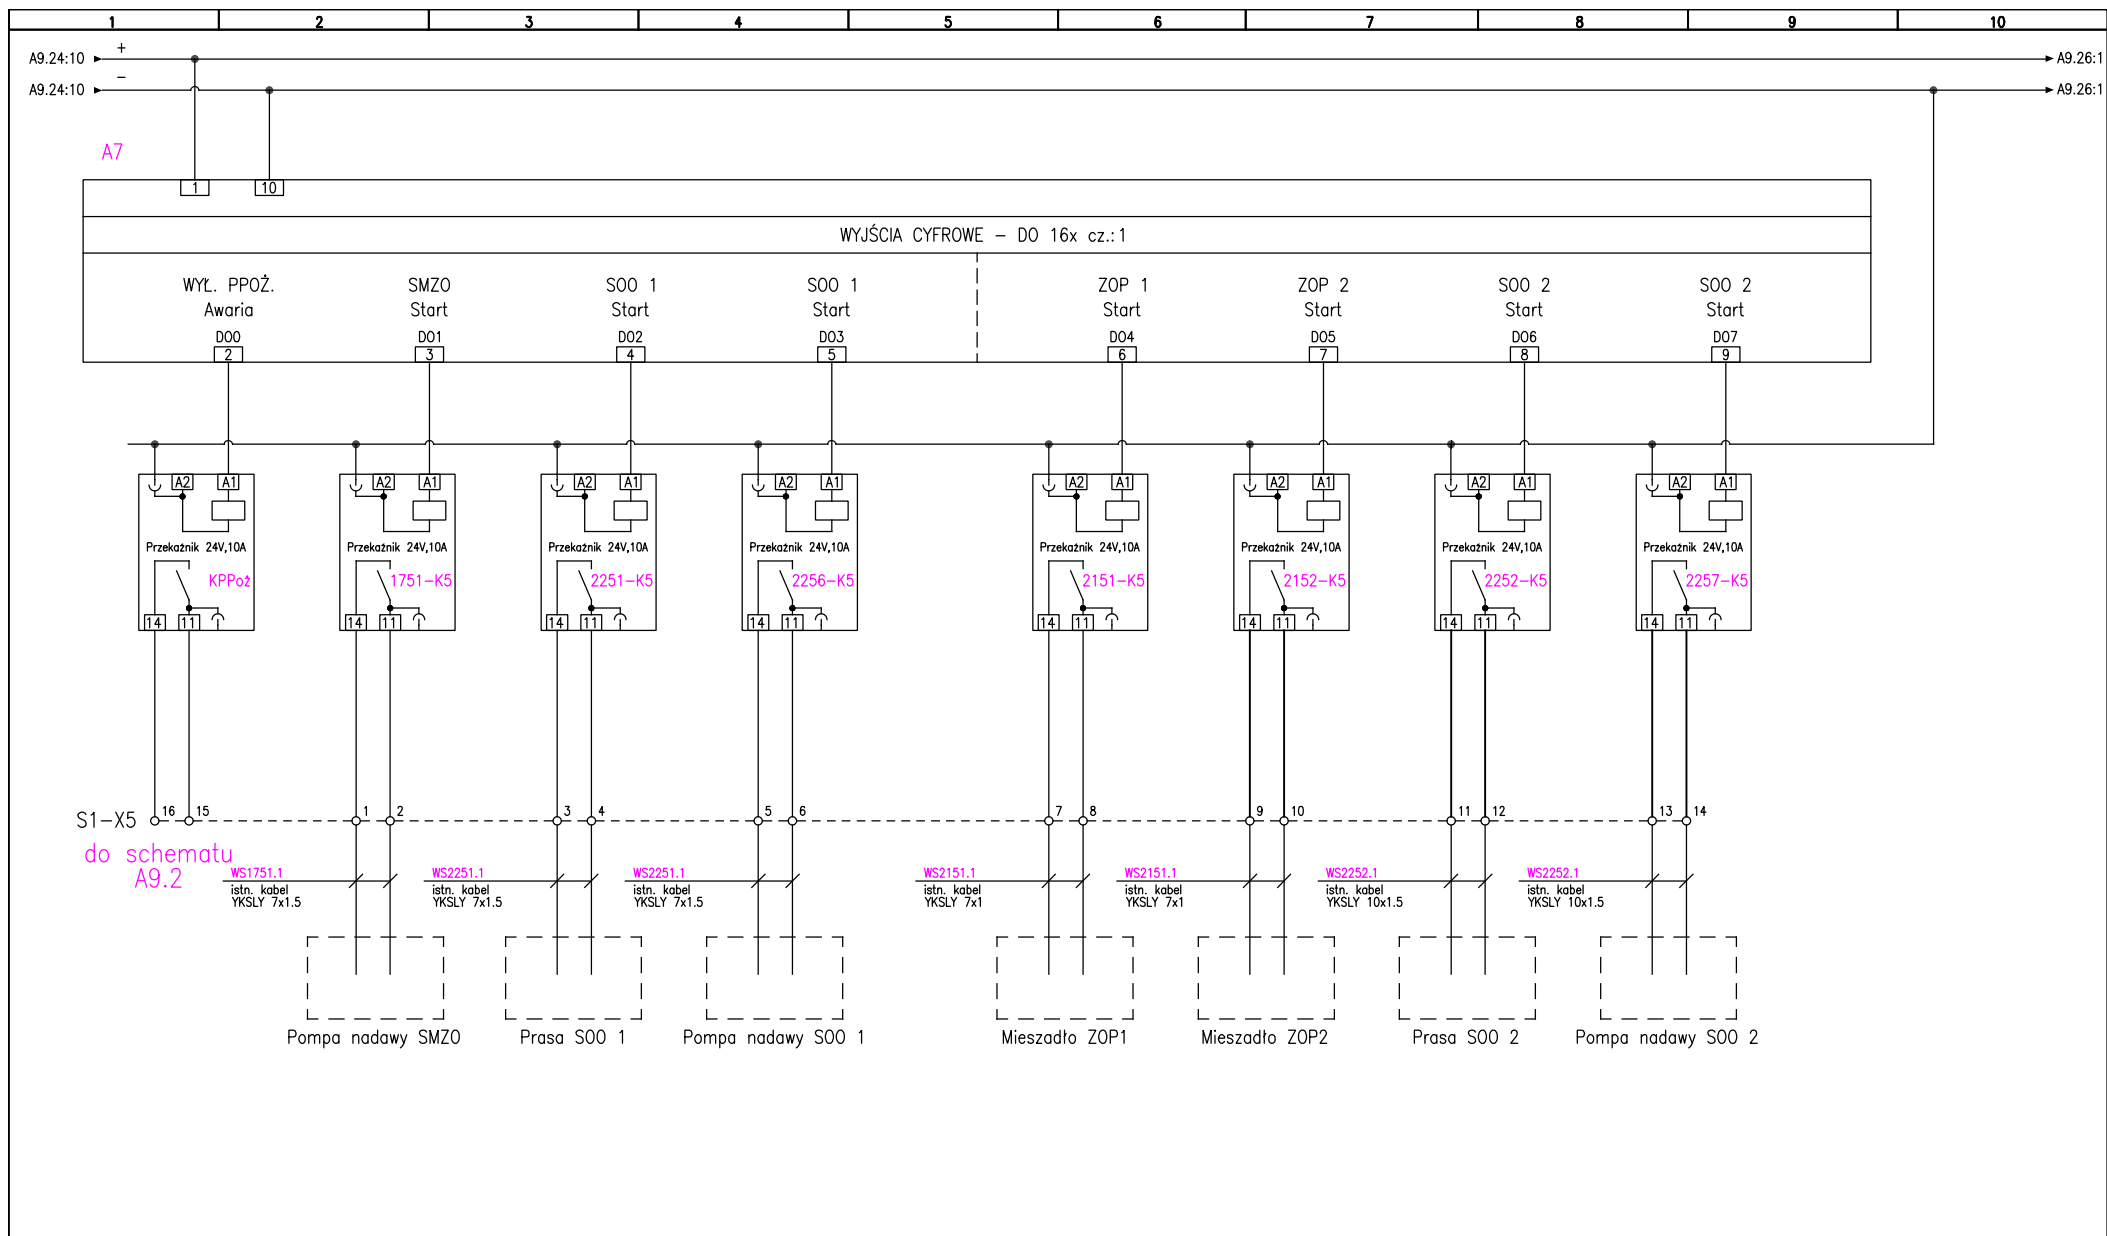 1 2 3 4 5 6 7 8 9 10
A9.24:10 + A9.26:1
A9.24:10 – A9.26:1
A7
1 10
WYJŚCIA CYFROWE – DO 16x cz.:1
WYŁ. PPOŻ. SMZO SOO 1 SOO 1 ZOP 1 ZOP 2 SOO 2 SOO 2
Awaria Start Start Start Start Start Start Start
DO0 DO1 DO2 DO3 DO4 DO5 DO6 DO7
2 3 4 5 6 7 8 9
A2 A1 A2 A1 A2 A1 A2 A1 A2 A1 A2 A1 A2 A1 A2 A1
Przekaźnik 24V,10A Przekaźnik 24V,10A Przekaźnik 24V,10A Przekaźnik 24V,10A Przekaźnik 24V,10A Przekaźnik 24V,10A Przekaźnik 24V,10A Przekaźnik 24V,10A
KPPoż 1751–K5 2251–K5 2256–K5 2151–K5 2152–K5 2252–K5 2257–K5
14 11 14 11 14 11 14 11 14 11 14 11 14 11 14 11
S1–X5 16 15 1 2 3 4 5 6 7 8 9 10 11 12 13 14
do schematu
A9.2
WS1751.1 WS2251.1 WS2251.1 WS2151.1 WS2151.1 WS2252.1 WS2252.1
istn. kabel istn. kabel istn. kabel istn. kabel istn. kabel istn. kabel istn. kabel
YKSLY 7x1.5 YKSLY 7x1.5 YKSLY 7x1.5 YKSLY 7x1 YKSLY 7x1 YKSLY 10x1.5 YKSLY 10x1.5
Pompa nadawy SMZO Prasa SOO 1 Pompa nadawy SOO 1 Mieszadło ZOP1 Mieszadło ZOP2 Prasa SOO 2 Pompa nadawy SOO 2